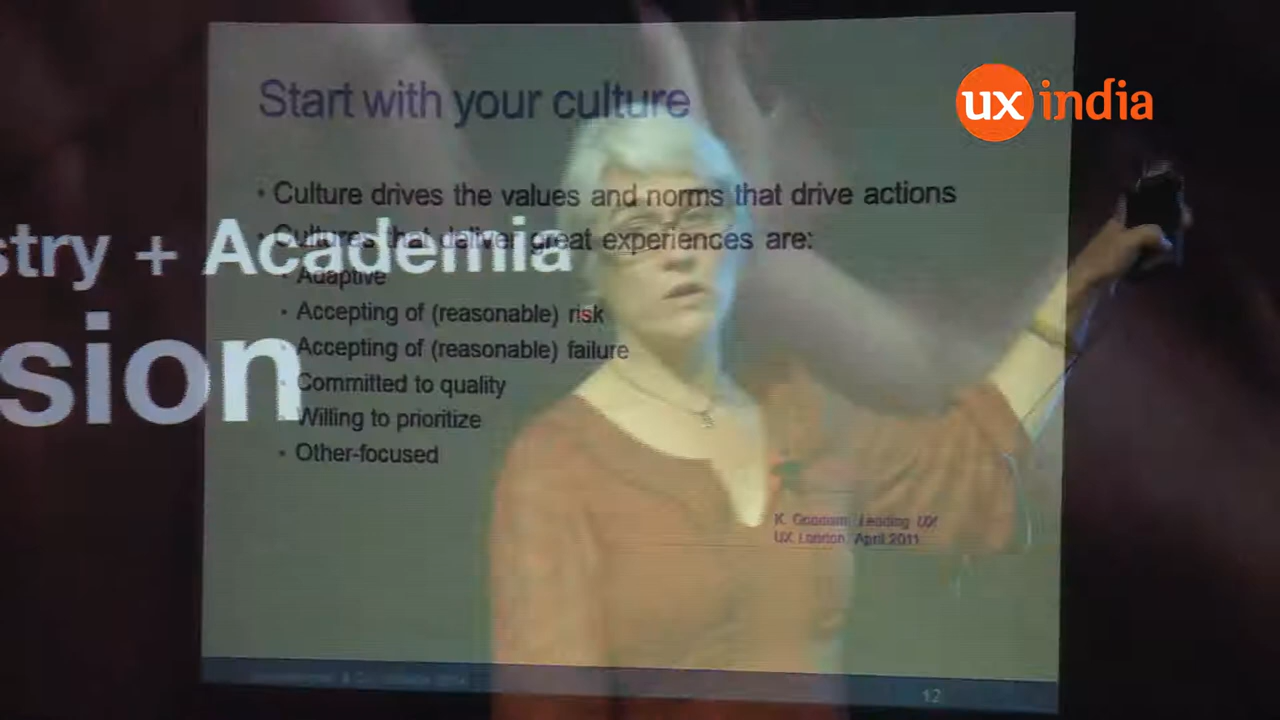 Start with your culture
ux india
• Culture drives the values and norms that drive actions
stry + Academia
• Cultures that deliver great experiences are:
• Adaptive
• Accepting of (reasonable) risk
sion
• Accepting of (reasonable) failure
• Committed to quality
• Willing to prioritize
• Other-focused
K. Leading UX
UX London, April 2011
12